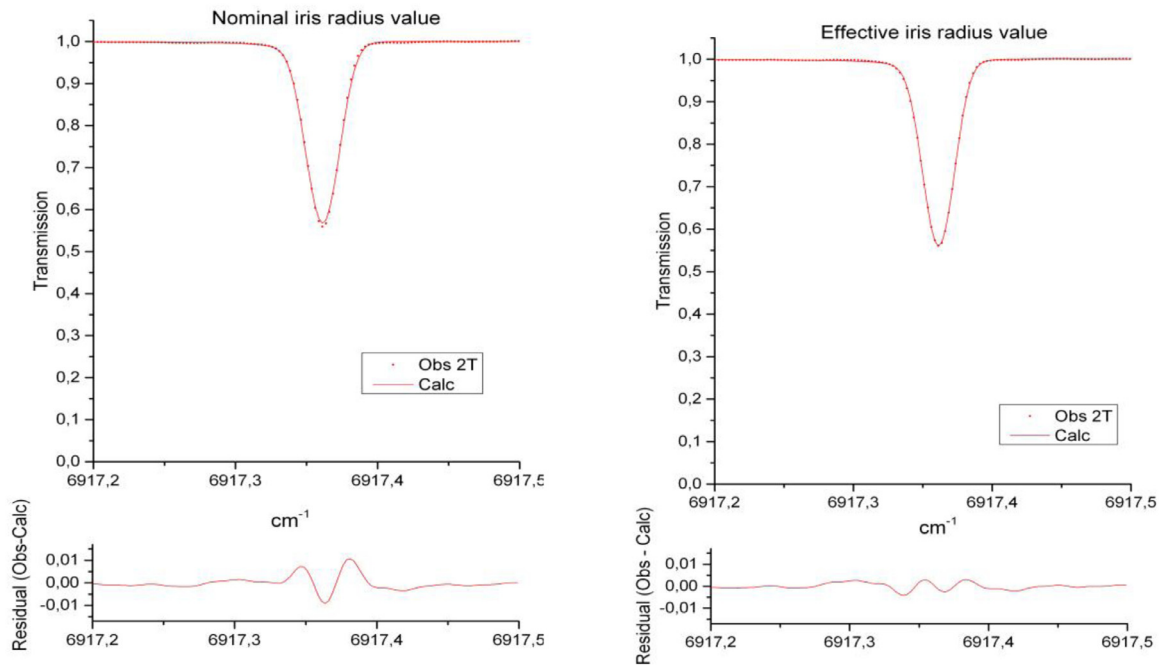 Nominal iris radius value
1,0
0,9
0,8
0,7
0,6
0,5
0,4
0,3
0,2
0,1
0,0
Transmission
Obs 2T
Calc
6917,2 6917,3 6917,4 6917,5
cm-1
Residual (Obs-Calc)
0,01
0,00
-0,01
6917,2 6917,3 6917,4 6917,5
Effective iris radius value
1,0
0,9
0,8
0,7
0,6
0,5
0,4
0,3
0,2
0,1
0,0
Transmission
Obs 2T
Calc
6917,2 6917,3 6917,4 6917,5
cm-1
Residual (Obs - Calc)
0,01
0,00
-0,01
6917,2 6917,3 6917,4 6917,5